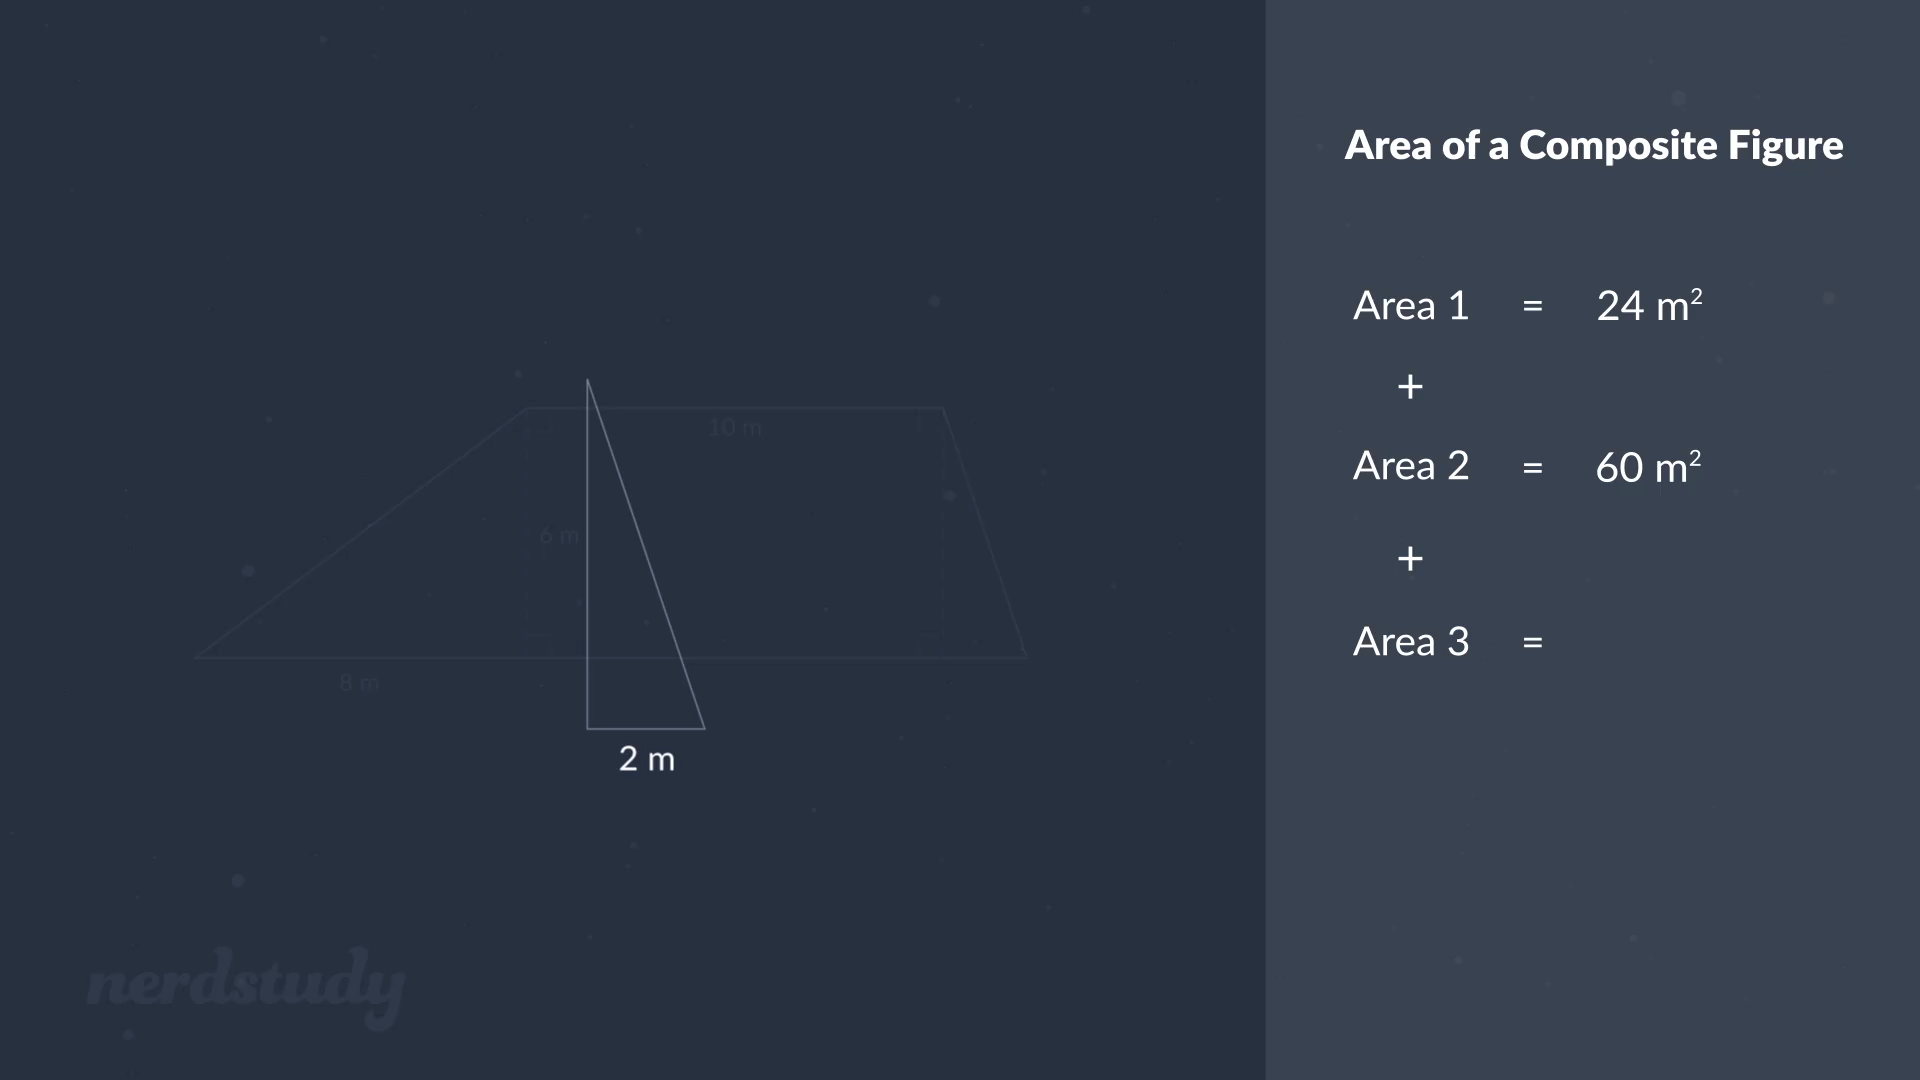 Area of a Composite Figure
Area 1 = 24 m²
+
Area 2 = 60 m²
+
Area 3 =
10 m
6 m
8 m
2 m
nerdstudy